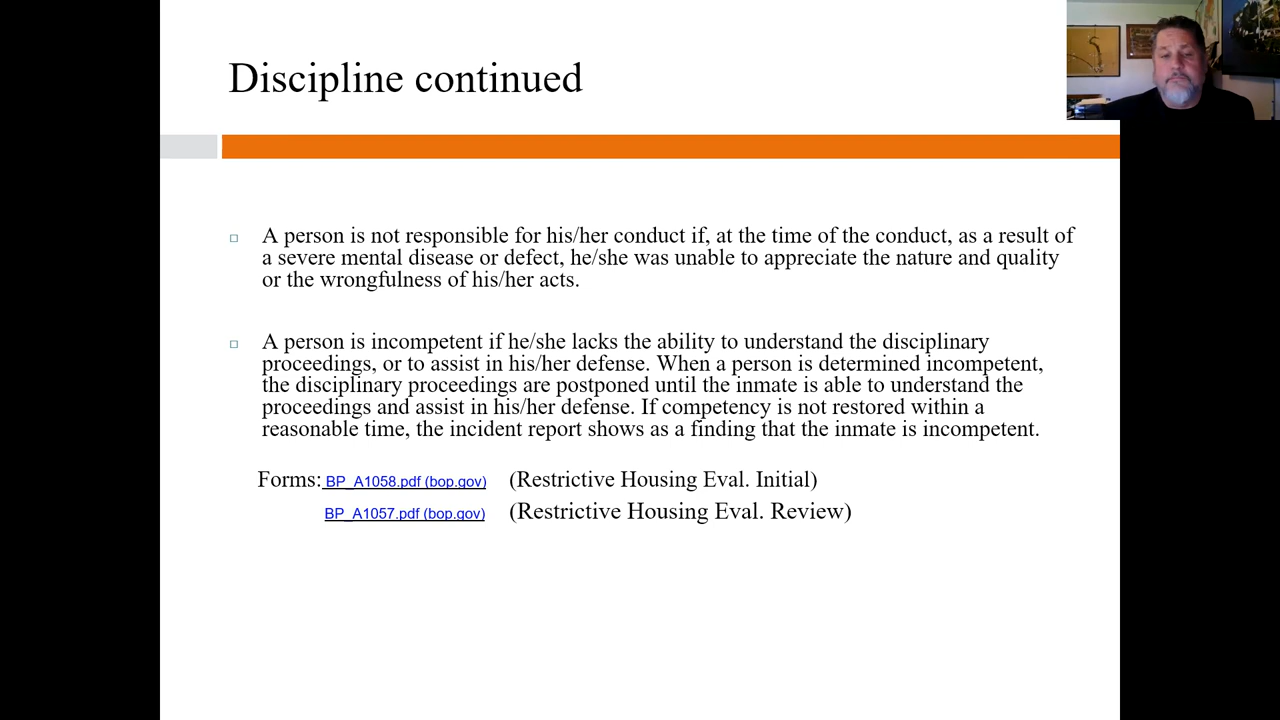 Discipline continued
A person is not responsible for his/her conduct if, at the time of the conduct, as a result of
a severe mental disease or defect, he/she was unable to appreciate the nature and quality
or the wrongfulness of his/her acts.
A person is incompetent if he/she lacks the ability to understand the disciplinary
proceedings, or to assist in his/her defense. When a person is determined incompetent,
the disciplinary proceedings are postponed until the inmate is able to understand the
proceedings and assist in his/her defense. If competency is not restored within a
reasonable time, the incident report shows as a finding that the inmate is incompetent.
Forms: BP_A1058.pdf (bop.gov) (Restrictive Housing Eval. Initial)
BP_A1057.pdf (bop.gov) (Restrictive Housing Eval. Review)